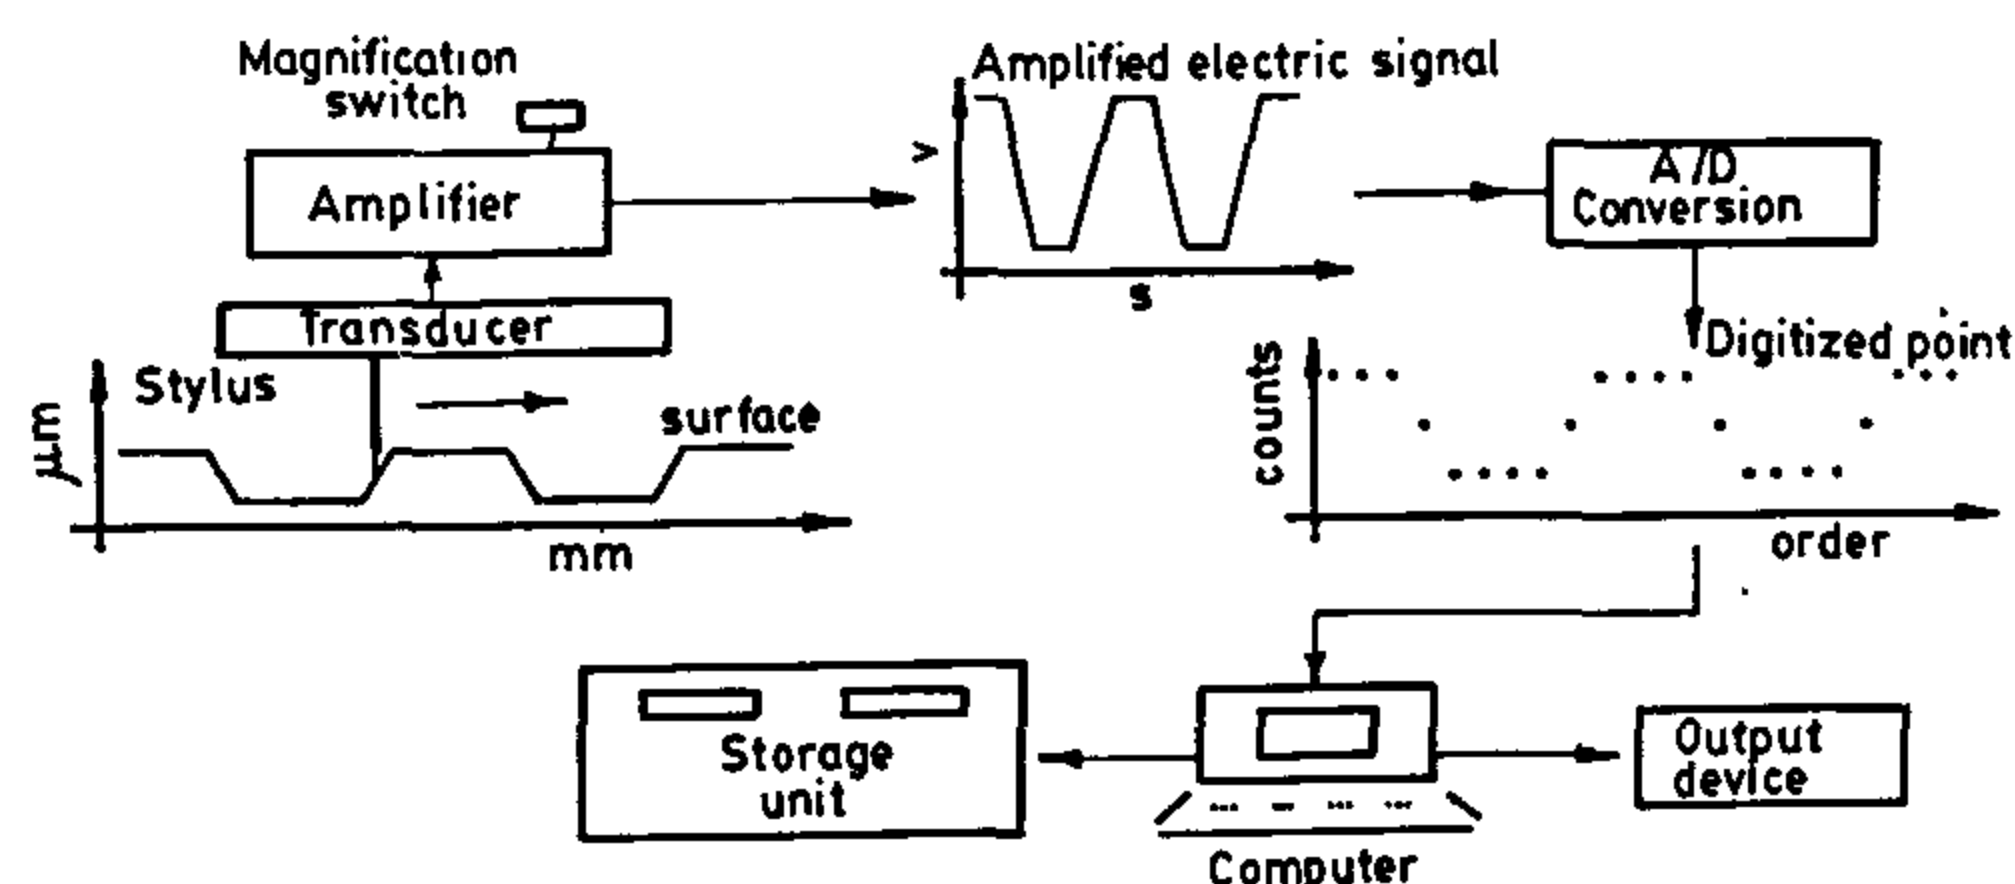 Magnification
switch
Amplified electric signal
Amplifier
v
s
A/D
Conversion
Transducer
Stylus
surface
μm
mm
Digitized point
counts
order
Storage
unit
Output
device
Computer